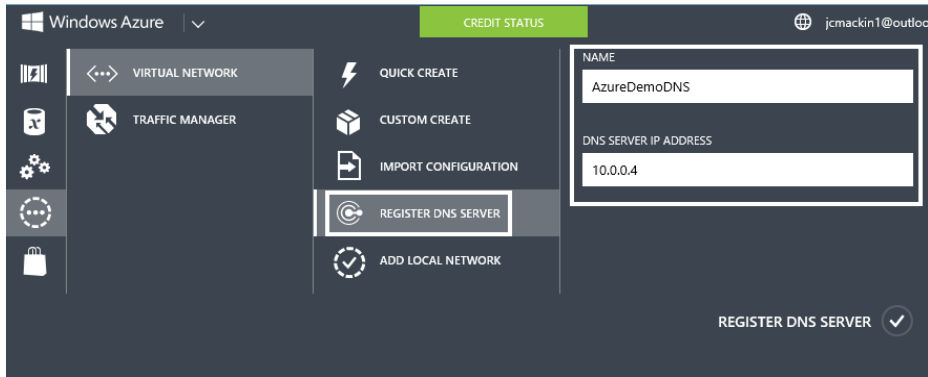 Windows Azure
CREDIT STATUS
jcmackin1@outloo
VIRTUAL NETWORK
TRAFFIC MANAGER
QUICK CREATE
CUSTOM CREATE
IMPORT CONFIGURATION
REGISTER DNS SERVER
ADD LOCAL NETWORK
NAME
AzureDemoDNS
DNS SERVER IP ADDRESS
10.0.0.4
REGISTER DNS SERVER